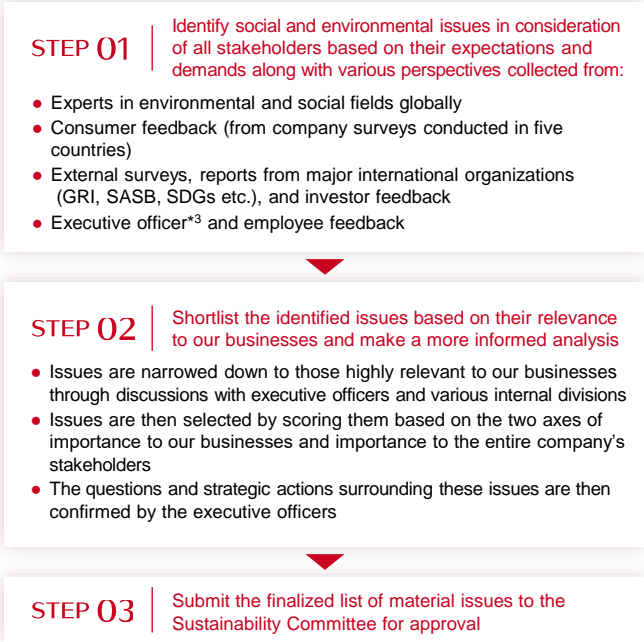 STEP 01
Identify social and environmental issues in consideration
of all stakeholders based on their expectations and
demands along with various perspectives collected from:
● Experts in environmental and social fields globally
● Consumer feedback (from company surveys conducted in five
countries)
● External surveys, reports from major international organizations
(GRI, SASB, SDGs etc.), and investor feedback
● Executive officer*3 and employee feedback
STEP 02
Shortlist the identified issues based on their relevance
to our businesses and make a more informed analysis
● Issues are narrowed down to those highly relevant to our businesses
through discussions with executive officers and various internal divisions
● Issues are then selected by scoring them based on the two axes of
importance to our businesses and importance to the entire company's
stakeholders
● The questions and strategic actions surrounding these issues are then
confirmed by the executive officers
STEP 03
Submit the finalized list of material issues to the
Sustainability Committee for approval